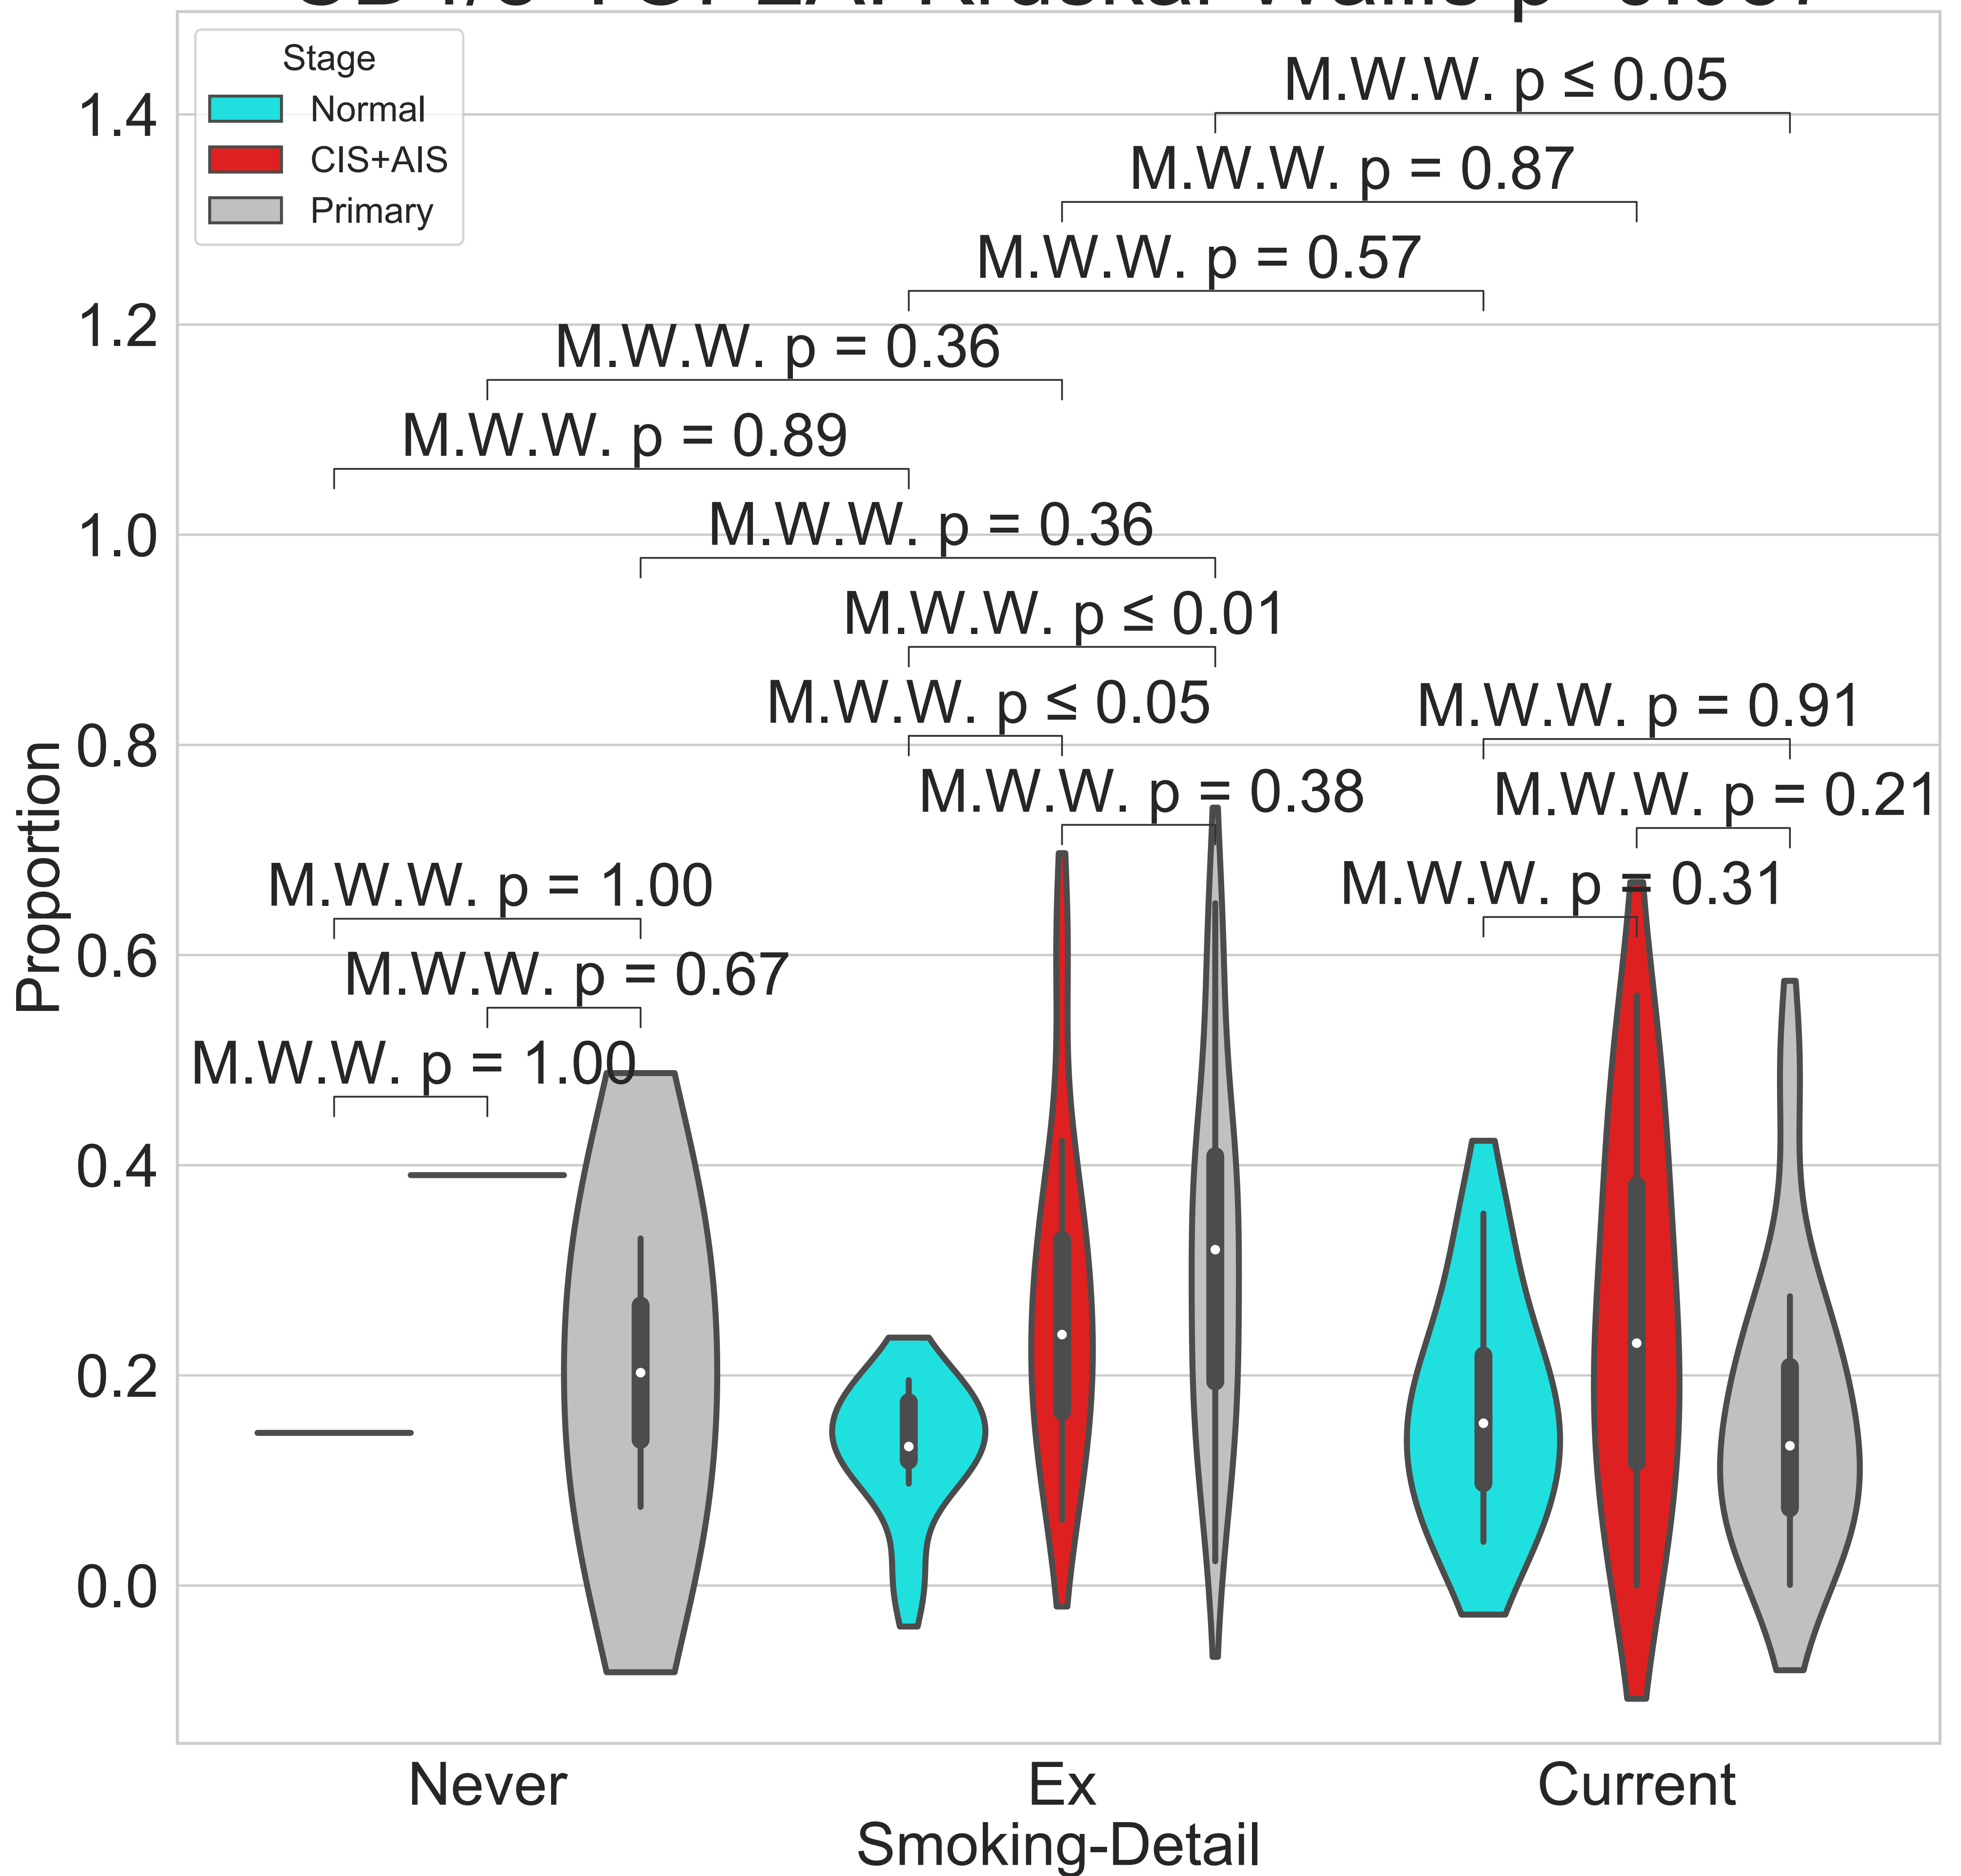 Stage
Normal
CIS+AIS
Primary
M.W.W. p ≤ 0.05
M.W.W. p = 0.87
M.W.W. p = 0.57
M.W.W. p = 0.36
M.W.W. p = 0.89
M.W.W. p = 0.36
M.W.W. p ≤ 0.01
M.W.W. p ≤ 0.05
M.W.W. p = 0.91
M.W.W. p = 0.38
M.W.W. p = 0.21
M.W.W. p = 1.00
M.W.W. p = 0.31
M.W.W. p = 0.67
M.W.W. p = 1.00
1.4
1.2
1.0
0.8
0.6
0.4
0.2
0.0
Proportion
Never
Ex
Current
Smoking-Detail